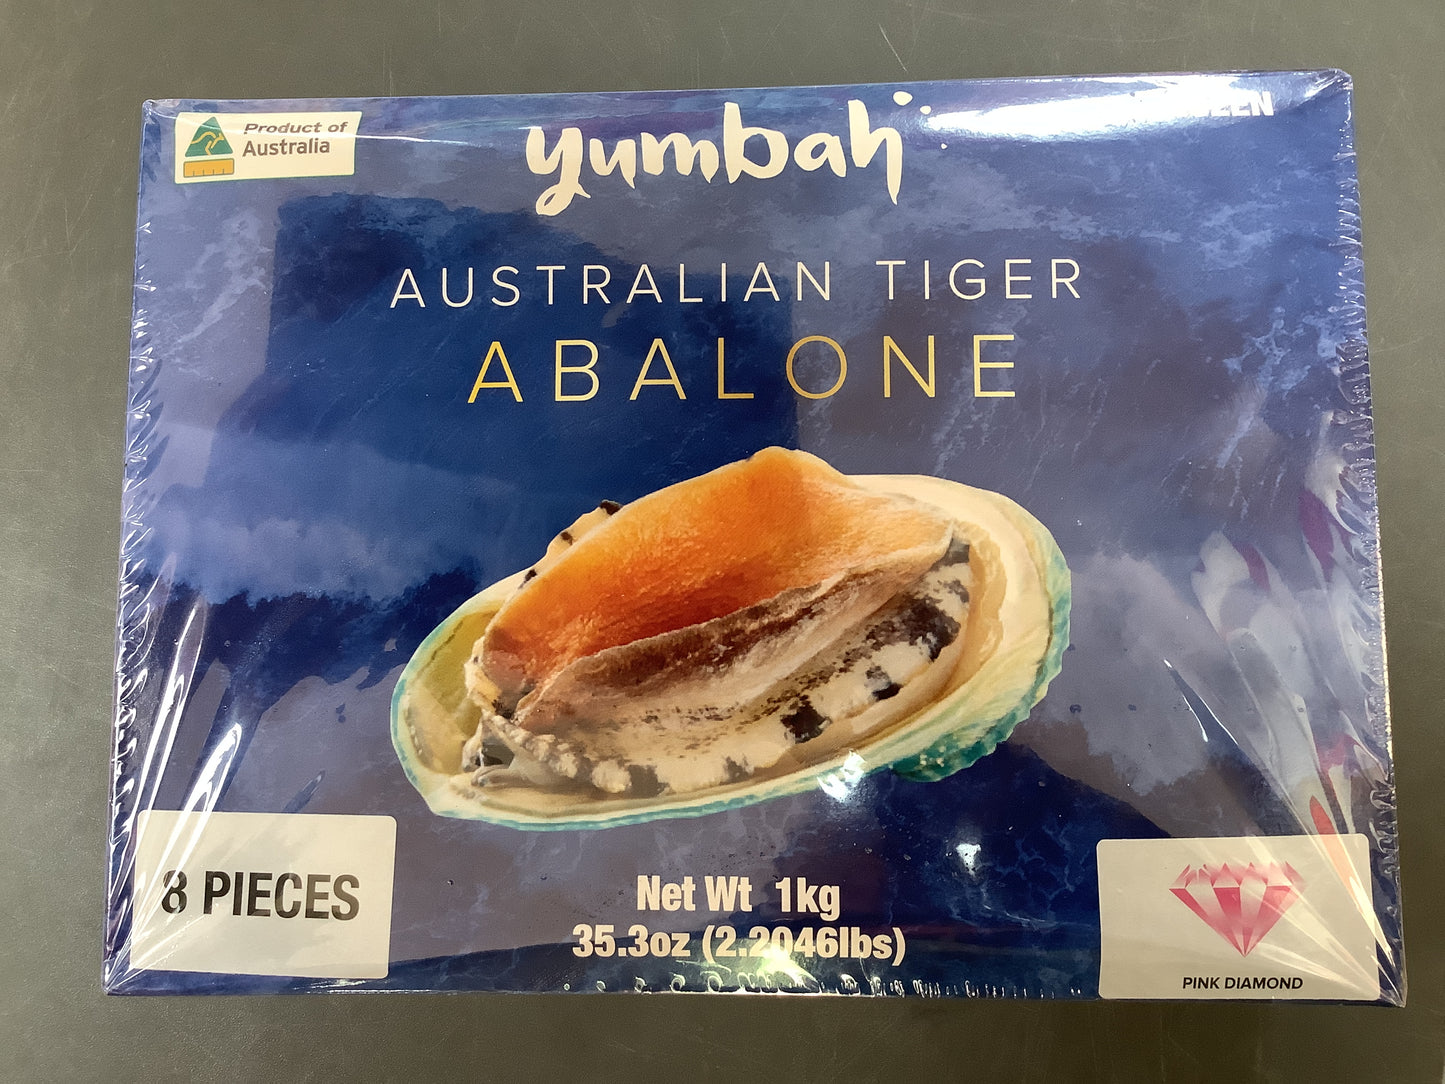 Product of
Australia
yumbah
AUSTRALIAN TIGER
ABALONE
8 PIECES
Net Wt 1kg
35.3oz (2.2046lbs)
PINK DIAMOND